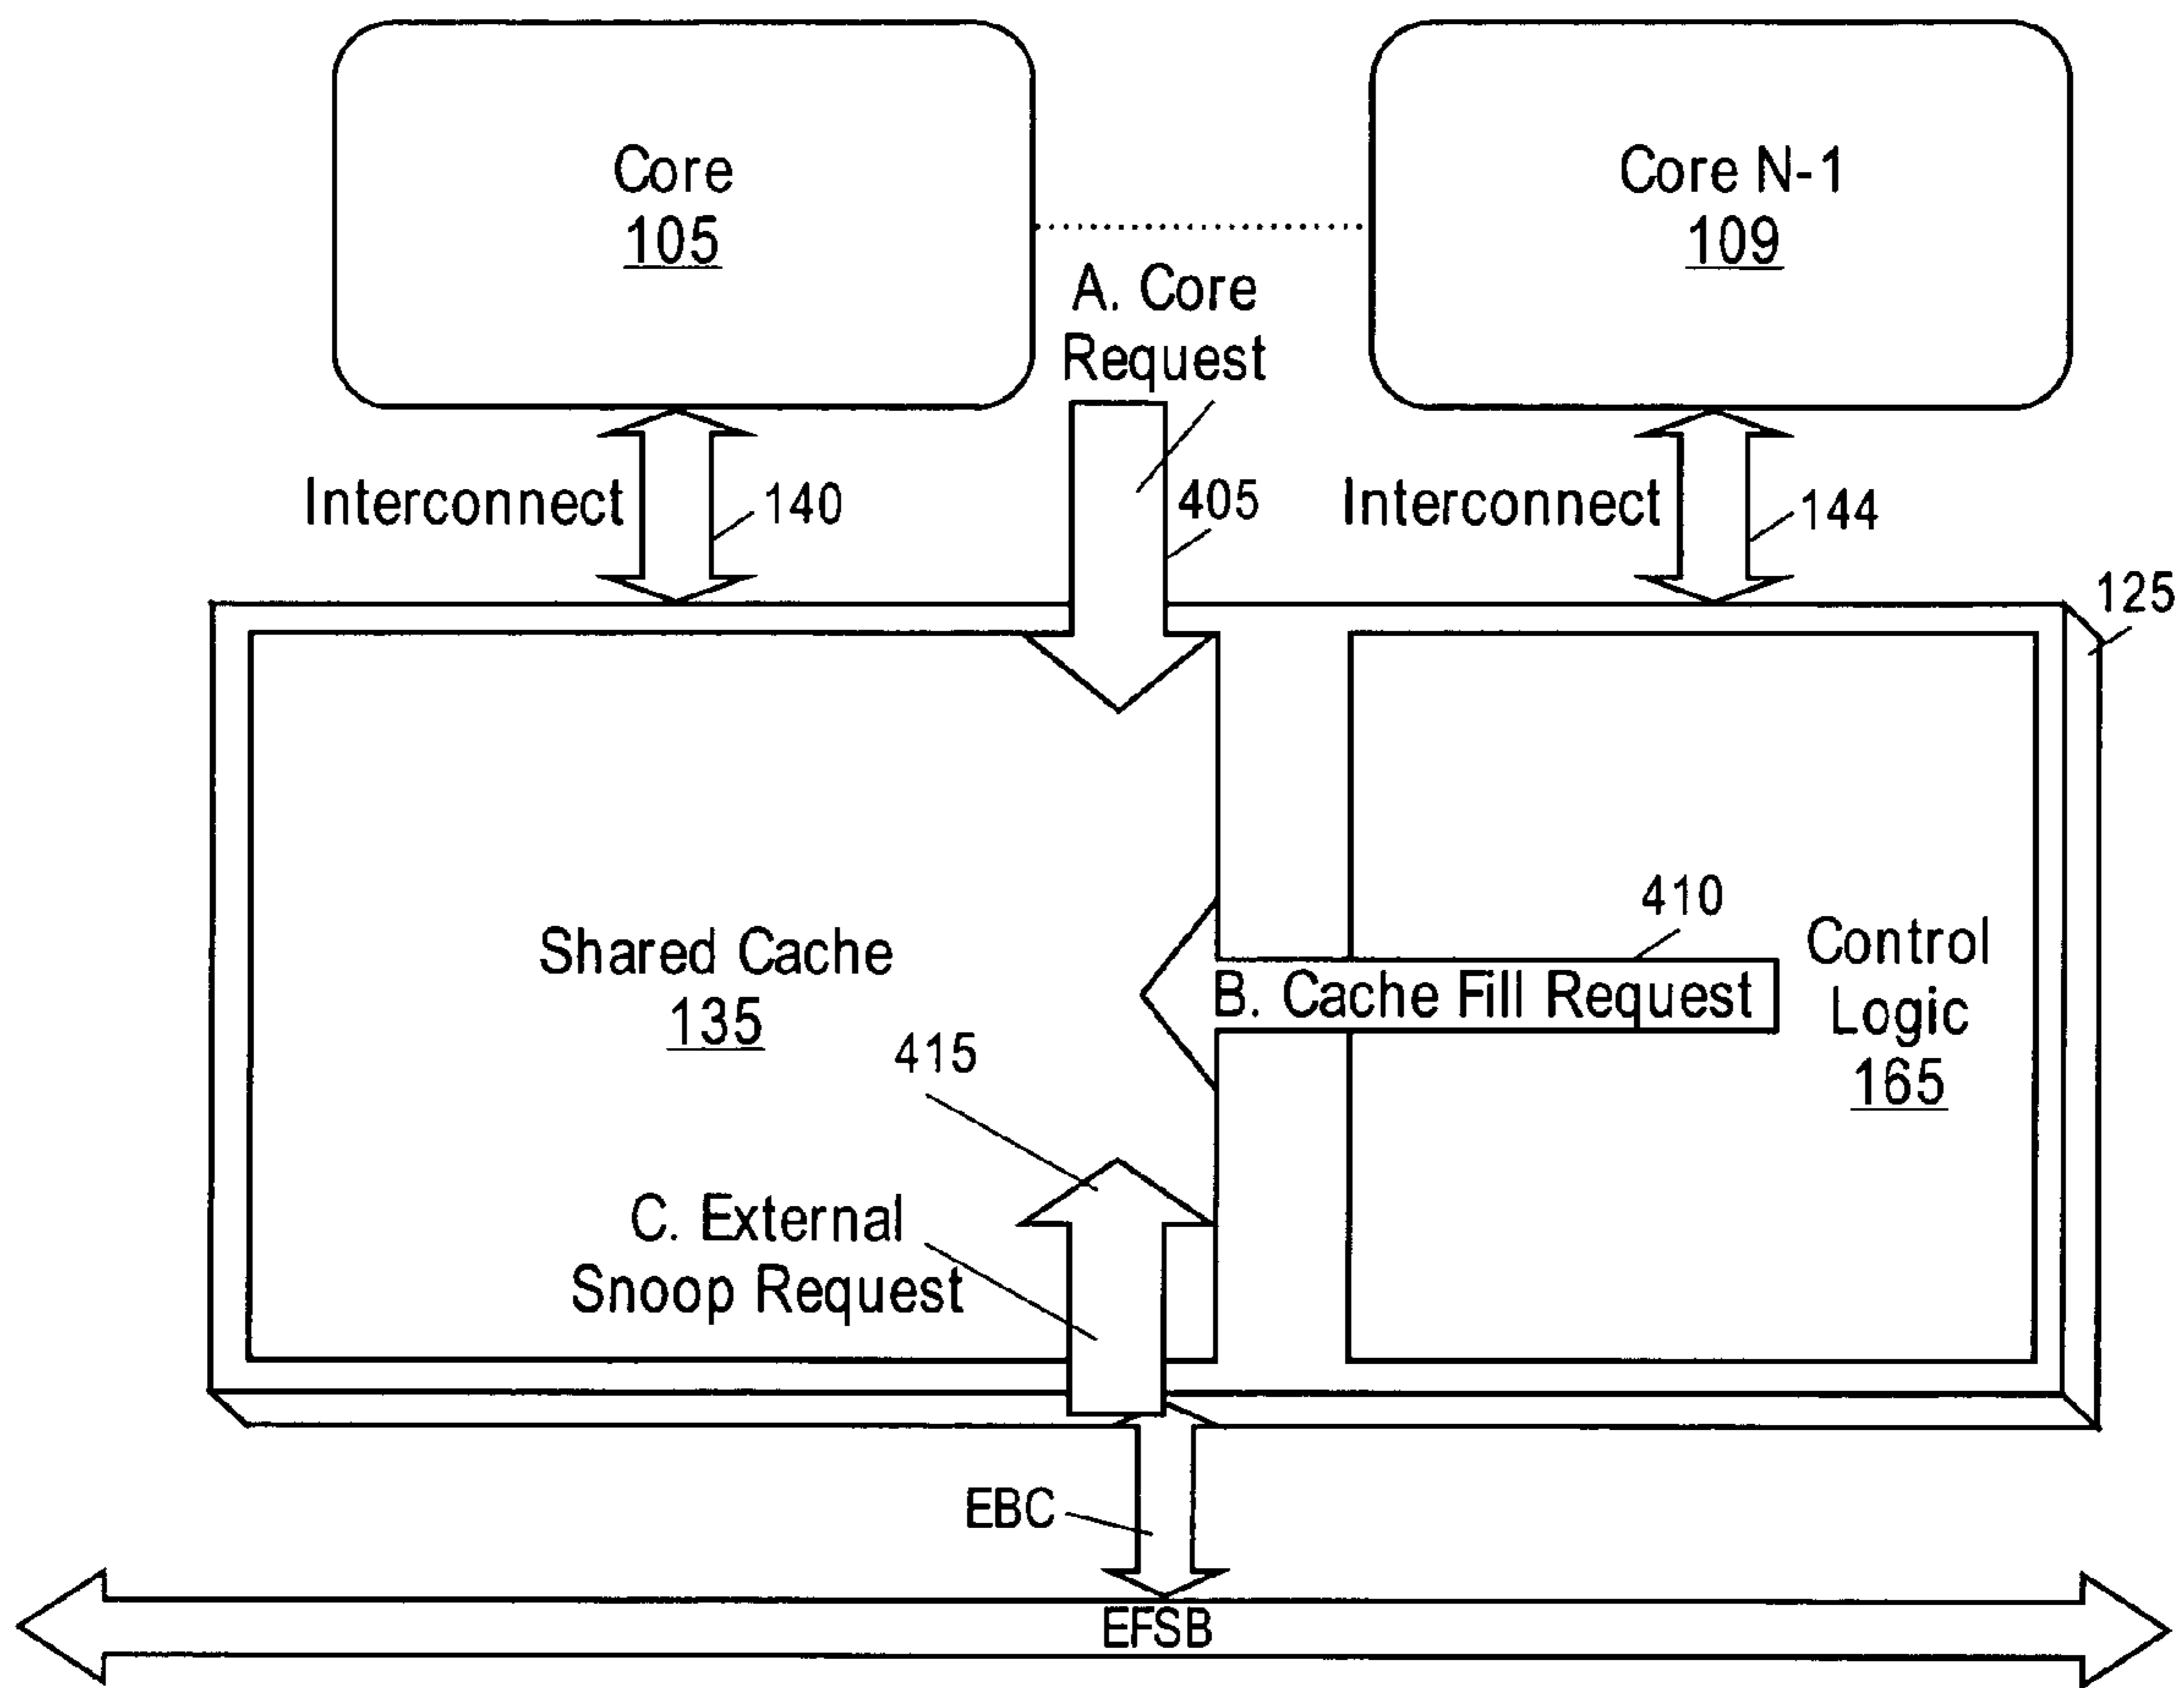 Core
105
Core N-1
109
A. Core
Request
Interconnect
140
405
Interconnect
144
125
410
Shared Cache
135
B. Cache Fill Request
Control
Logic
165
415
C. External
Snoop Request
EBC
EFSB